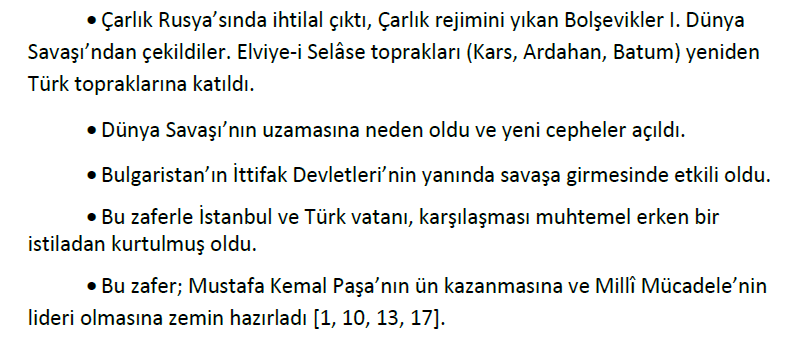 • Çarlık Rusya’sında ihtilal çıktı, Çarlık rejimini yıkan Bolşevikler I. Dünya
Savaşı’ndan çekildiler. Elviye-i Selâse toprakları (Kars, Ardahan, Batum) yeniden
Türk topraklarına katıldı.
• Dünya Savaşı’nın uzamasına neden oldu ve yeni cepheler açıldı.
• Bulgaristan’ın İttifak Devletleri’nin yanında savaşa girmesinde etkili oldu.
• Bu zaferle İstanbul ve Türk vatanı, karşılaşması muhtemel erken bir
istiladan kurtulmuş oldu.
• Bu zafer; Mustafa Kemal Paşa’nın ün kazanmasına ve Millî Mücadele’nin
lideri olmasına zemin hazırladı [1, 10, 13, 17].